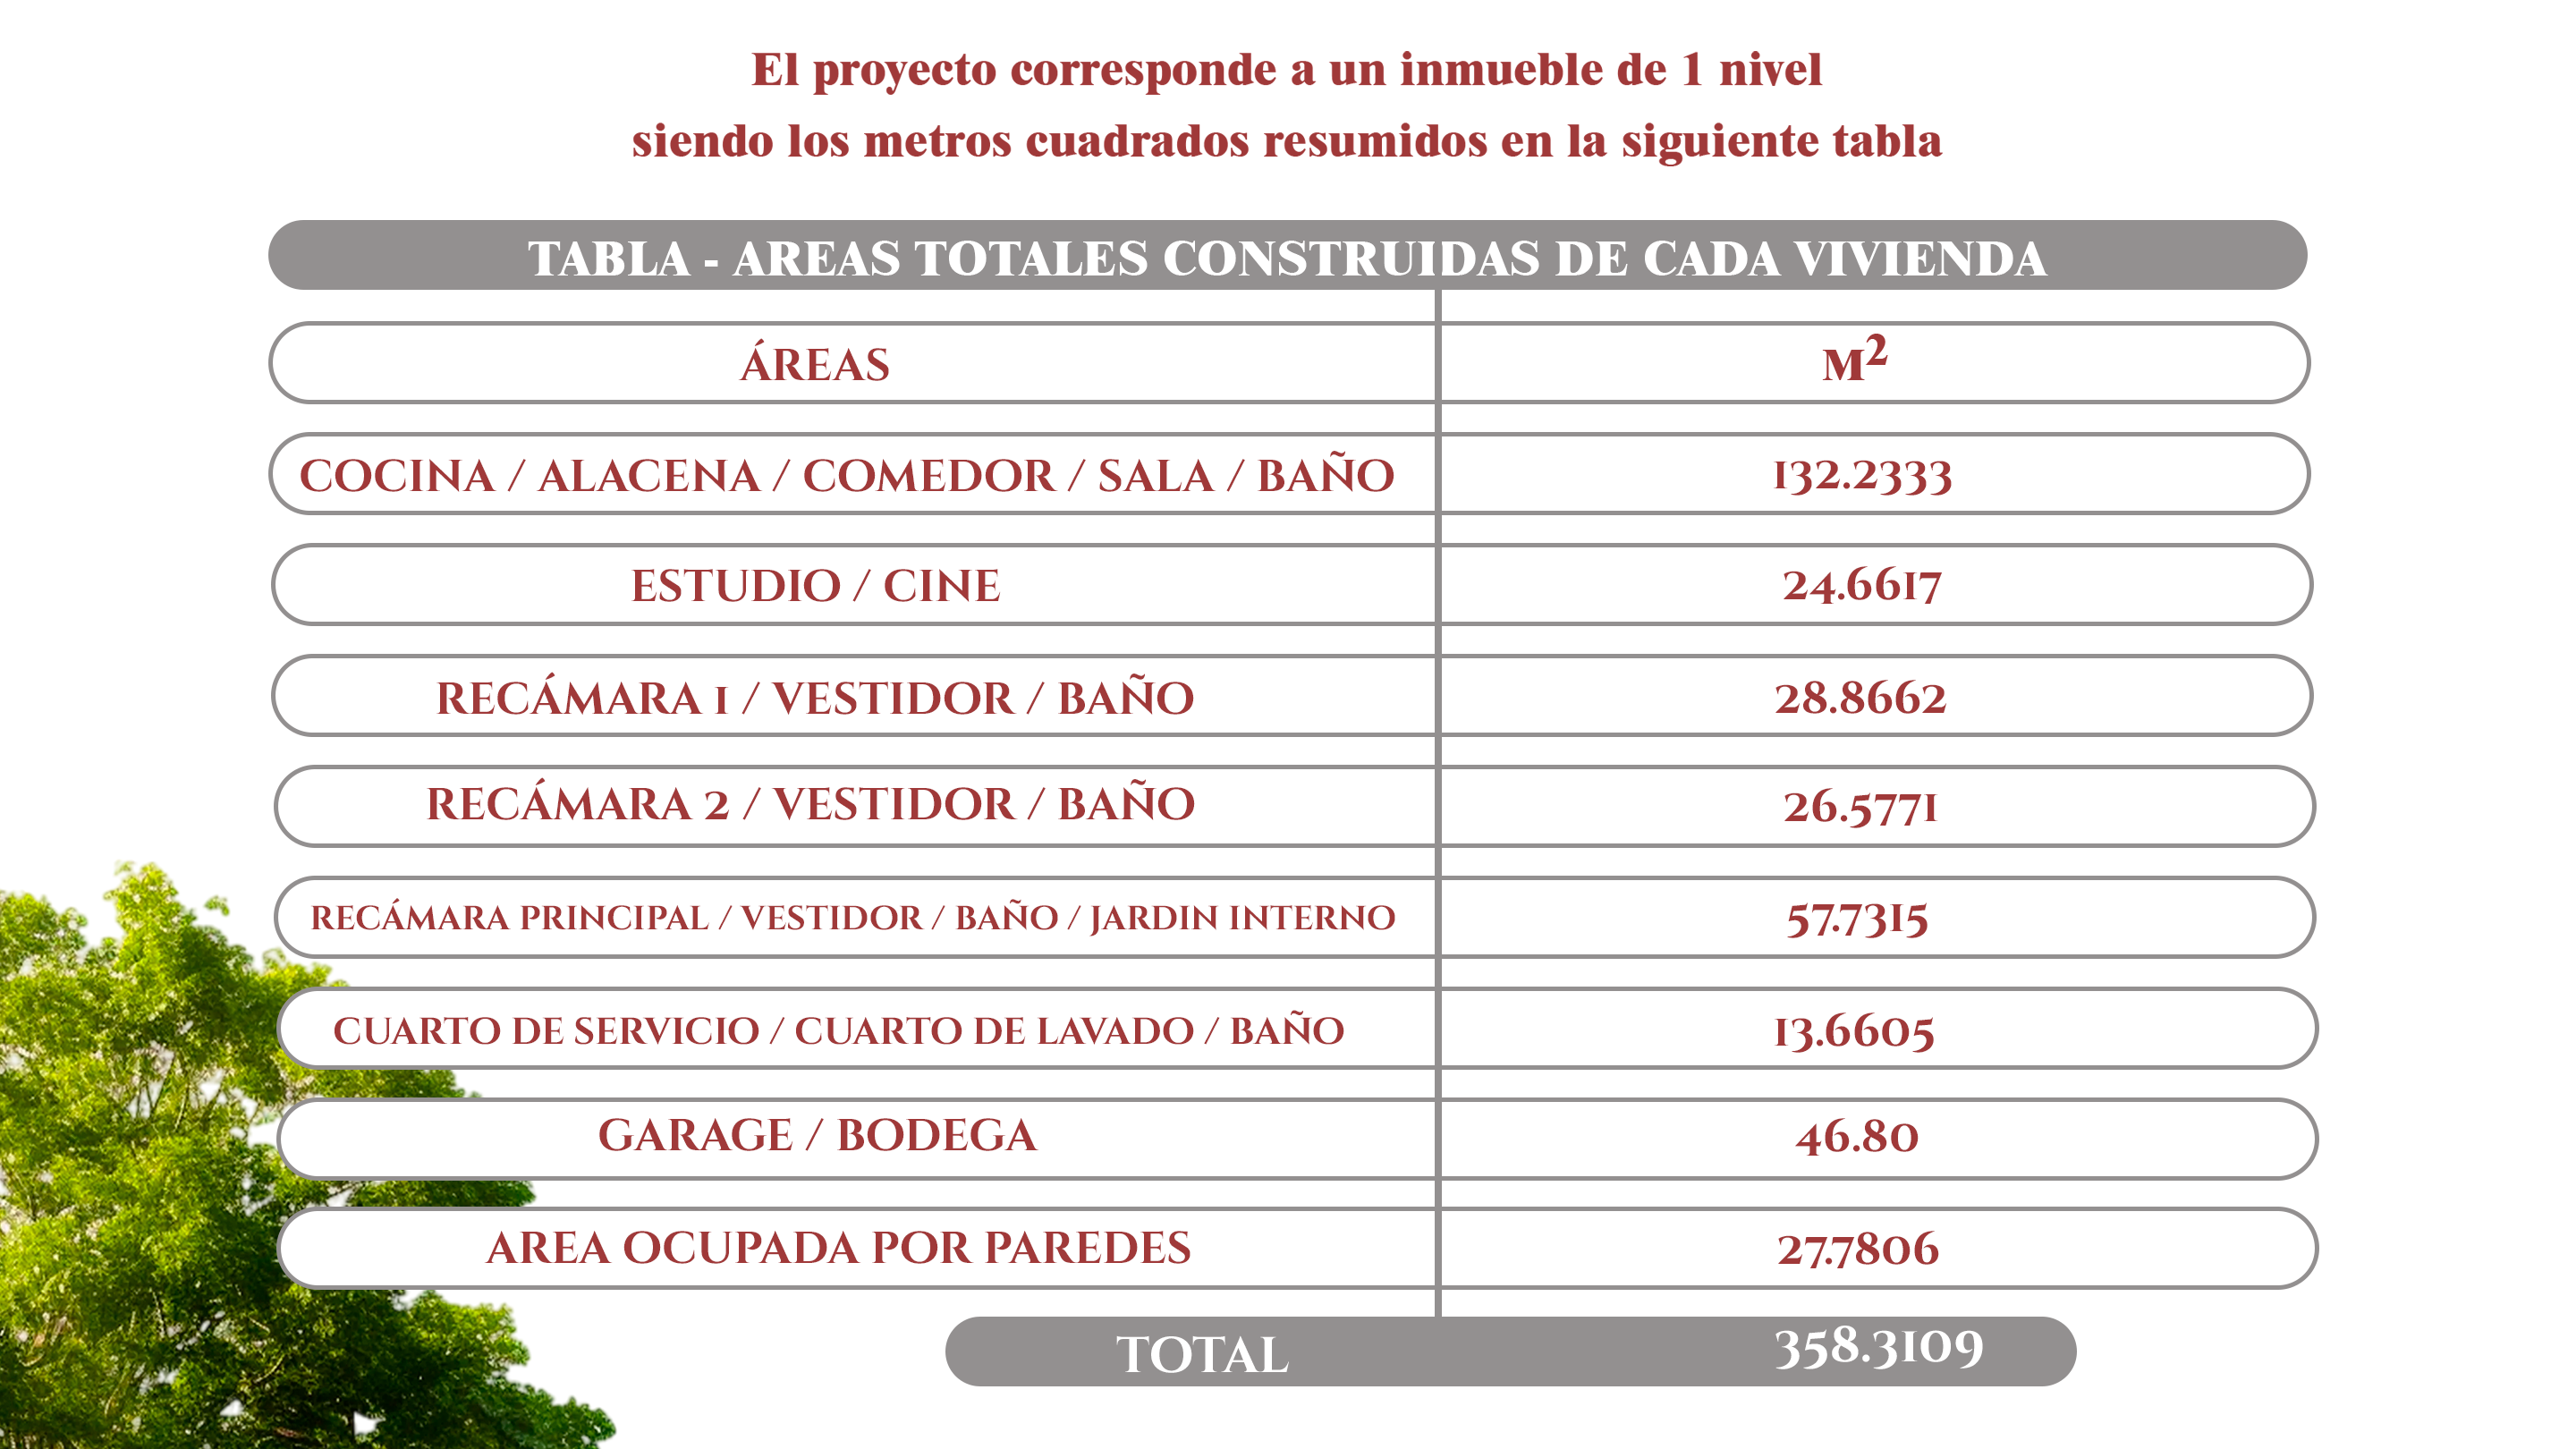 El proyecto corresponde a un inmueble de 1 nivel
siendo los metros cuadrados resumidos en la siguiente tabla
TABLA - AREAS TOTALES CONSTRUIDAS DE CADA VIVIENDA
ÁREAS M²
COCINA / ALACENA / COMEDOR / SALA / BAÑO 132.2333
ESTUDIO / CINE 24.6617
RECÁMARA 1 / VESTIDOR / BAÑO 28.8662
RECÁMARA 2 / VESTIDOR / BAÑO 26.5771
RECÁMARA PRINCIPAL / VESTIDOR / BAÑO / JARDIN INTERNO 57.7315
CUARTO DE SERVICIO / CUARTO DE LAVADO / BAÑO 13.6605
GARAGE / BODEGA 46.80
AREA OCUPADA POR PAREDES 27.7806
TOTAL 358.3109